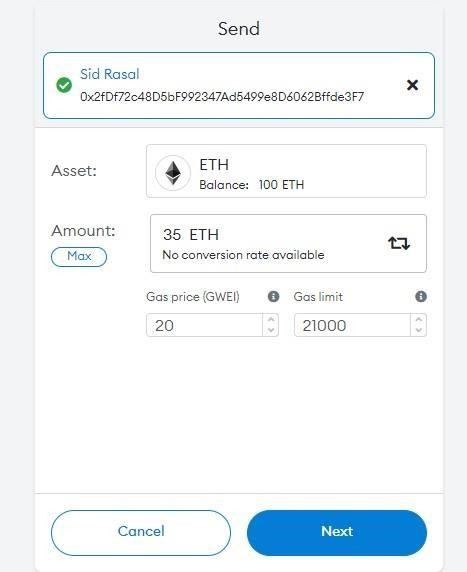 Send
Sid Rasal
0x2fDf72c48D5bF992347Ad5499e8D6062Bffde3F7
Asset:
ETH
Balance: 100 ETH
Amount:
Max
35 ETH
No conversion rate available
Gas price (GWEI)
Gas limit
20
21000
Cancel
Next